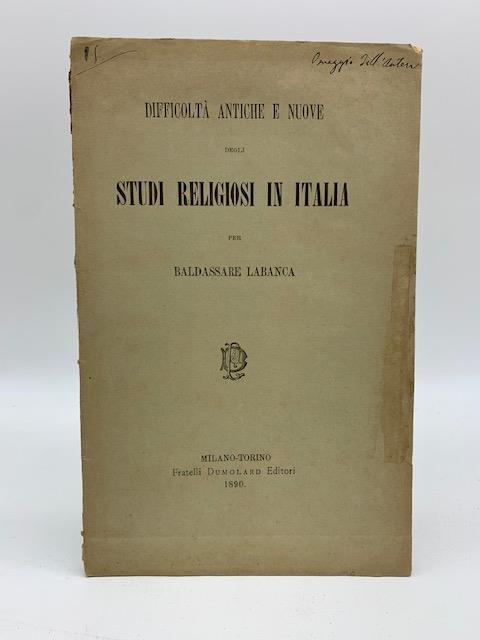 Omaggio dell'autore
DIFFICOLTÀ ANTICHE E NUOVE
DEGLI
STUDI RELIGIOSI IN ITALIA
PER
BALDASSARE LABANCA
MILANO-TORINO
Fratelli DUMOLARD Editori
1890.